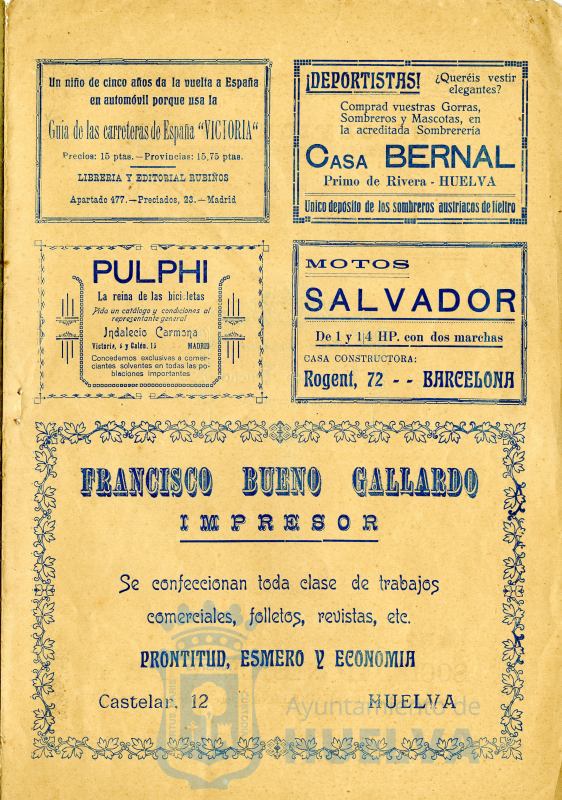 Un niño de cinco años da la vuelta a España
en automóvil porque usa la
Guía de las carreteras de España "VICTORIA"
Precios: 15 ptas.—Provincias: 15,75 ptas.
LIBRERIA Y EDITORIAL RUBIÑOS
Apartado 477.—Preciados, 23.—Madrid
¡DEPORTISTAS! ¿Queréis vestir
elegantes?
Comprad vuestras Gorras,
Sombreros y Mascotas, en
la acreditada Sombrerería
CASA BERNAL
Primo de Rivera - HUELVA
Unico depósito de los sombreros austriacos de fieltro
PULPHI
La reina de las bicicletas
Pida un catálogo y condiciones al
representante general
Indalecio Carmona
Victoria, 4 y Galén, 15 MADRID
Concedemos exclusivas a comer-
ciantes solventes en todas las po-
blaciones importantes
MOTOS
SALVADOR
De 1 y 1|4 HP. con dos marchas
CASA CONSTRUCTORA:
Rogent, 72 - - BARCELONA
FRANCISCO BUENO GALLARDO
IMPRESOR
Se confeccionan toda clase de trabajos
comerciales, folletos, revistas, etc.
PRONTITUD, ESMERO Y ECONOMIA
Castelar, 12 HUELVA
Ayuntamiento de
HUELVA